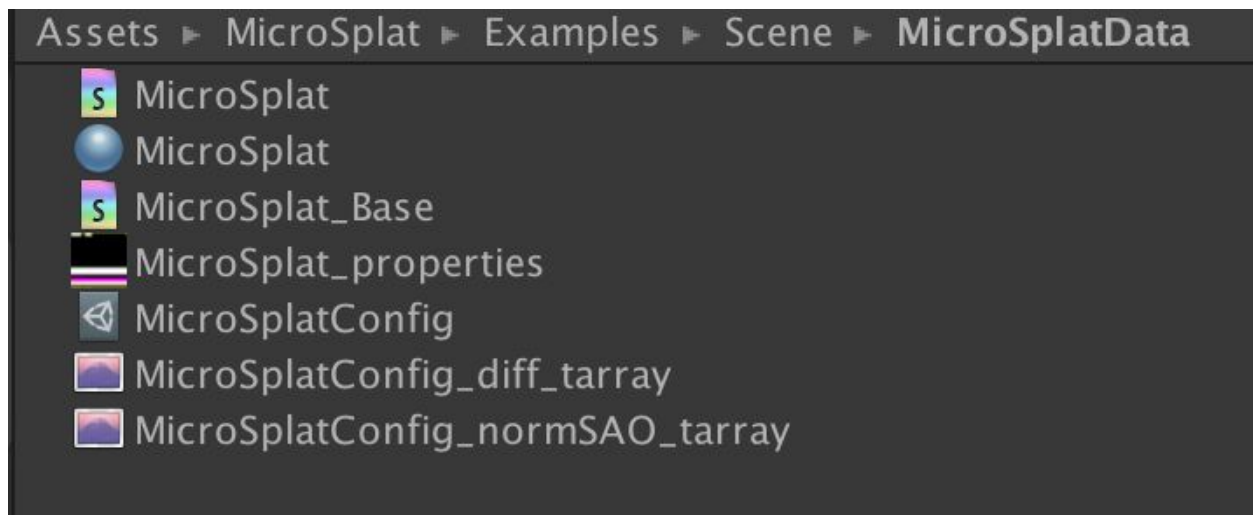 Assets ▸ MicroSplat ▸ Examples ▸ Scene ▸ MicroSplatData
MicroSplat
MicroSplat
MicroSplat_Base
MicroSplat_properties
MicroSplatConfig
MicroSplatConfig_diff_tarray
MicroSplatConfig_normSAO_tarray